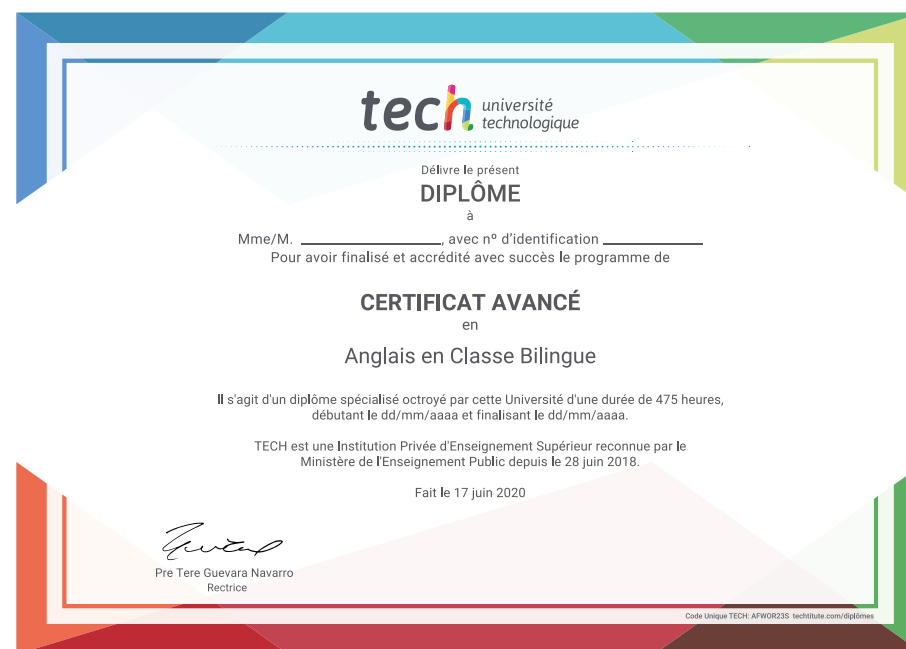 tech université
technologique
Délivre le présent
DIPLÔME
à
Mme/M. ____________________, avec nº d'identification ______________
Pour avoir finalisé et accrédité avec succès le programme de
CERTIFICAT AVANCÉ
en
Anglais en Classe Bilingue
Il s'agit d'un diplôme spécialisé octroyé par cette Université d'une durée de 475 heures,
débutant le dd/mm/aaaa et finalisant le dd/mm/aaaa.
TECH est une Institution Privée d'Enseignement Supérieur reconnue par le
Ministère de l'Enseignement Public depuis le 28 juin 2018.
Fait le 17 juin 2020
Pre Tere Guevara Navarro
Rectrice
Code Unique TECH: AFWOR23S techtitute.com/diplômes